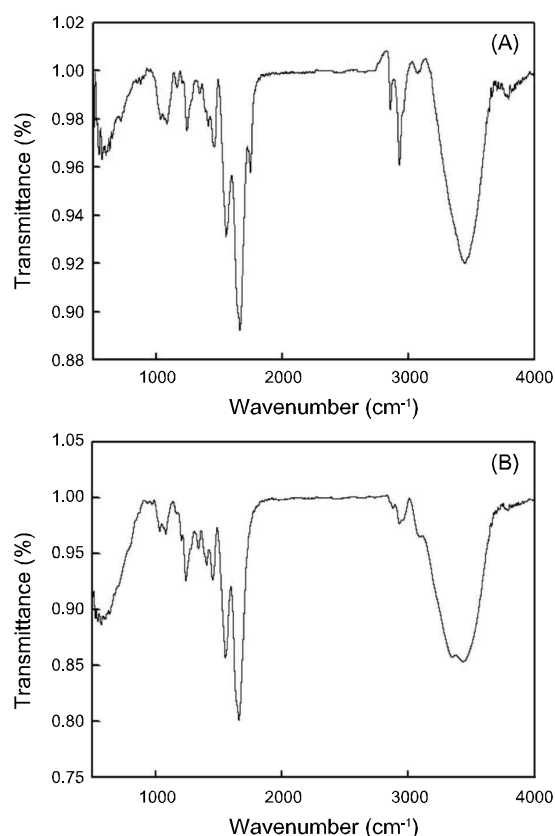 (A)
1.02
1.00
0.98
0.96
0.94
0.92
0.90
0.88
Transmittance (%)
1000 2000 3000 4000
Wavenumber (cm⁻¹)
(B)
1.05
1.00
0.95
0.90
0.85
0.80
0.75
Transmittance (%)
1000 2000 3000 4000
Wavenumber (cm⁻¹)